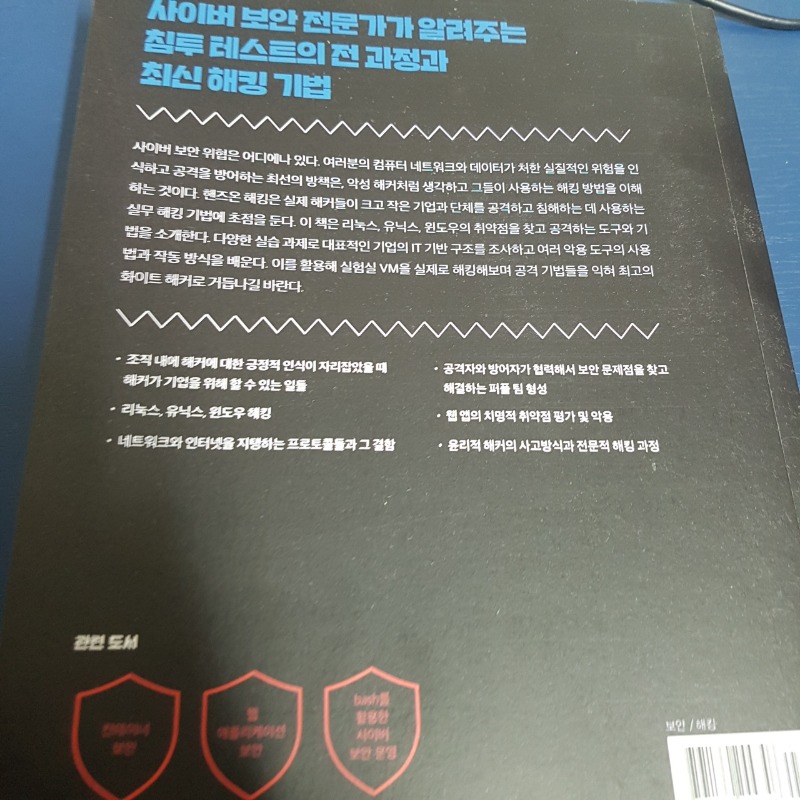 사이버 보안 전문가가 알려주는
침투 테스트의 전 과정과
최신 해킹 기법
사이버 보안 위협은 어디에나 있다. 여러분의 컴퓨터 네트워크와 데이터가 처한 실질적인 위험을 인
식하고 공격을 방어하는 최선의 방책은, 악성 해커처럼 생각하고 그들이 사용하는 해킹 방법을 이해
하는 것이다. 핸즈온 해킹은 실제 해커들이 크고 작은 기업과 단체를 공격하고 침해하는 데 사용하는
실무 해킹 기법에 초점을 둔다. 이 책은 리눅스, 유닉스, 윈도우의 취약점을 찾고 공격하는 도구와 기
법을 소개한다. 다양한 실습 과제로 대표적인 기업의 IT 기반 구조를 조사하고 여러 악용 도구의 사용
법과 작동 방식을 배운다. 이를 활용해 실험실 VM을 실제로 해킹해보며 공격 기법들을 익혀 최고의
화이트 해커로 거듭나길 바란다.
· 조직 내에 해커에 대한 긍정적 인식이 자리잡았을 때
해커가 기업을 위해 할 수 있는 일들
· 리눅스, 유닉스, 윈도우 해킹
· 네트워크와 인터넷을 지탱하는 프로토콜들과 그 결함
· 공격자와 방어자가 협력해서 보안 문제점을 찾고
해결하는 퍼플 팀 형성
· 웹 앱의 치명적 취약점 평가 및 악용
· 윤리적 해커의 사고방식과 전문적 해킹 과정
관련 도서
컨테이너
보안
웹
애플리케이션
보안
bash를
활용한
사이버
보안 운영
보안 / 해킹